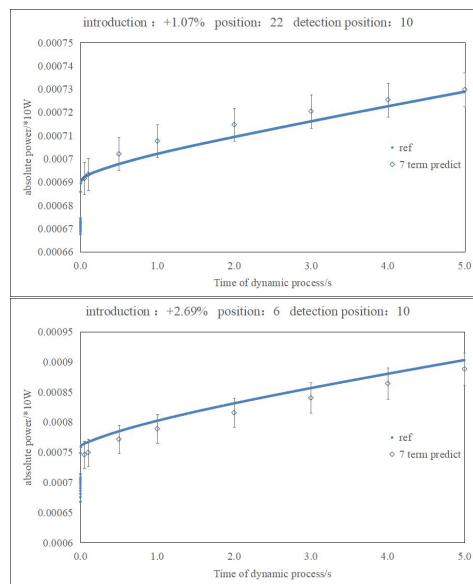 introduction： +1.07%   position： 22   detection position： 10
absolute power/*10W
0.00075
0.00074
0.00073
0.00072
0.00071
0.0007
0.00069
0.00068
0.00067
0.00066
ref
7 term predict
0.0 1.0 2.0 3.0 4.0 5.0
Time of dynamic process/s
introduction： +2.69%   position： 6   detection position： 10
absolute power/*10W
0.00095
0.0009
0.00085
0.0008
0.00075
0.0007
0.00065
0.0006
ref
7 term predict
0.0 1.0 2.0 3.0 4.0 5.0
Time of dynamic process/s